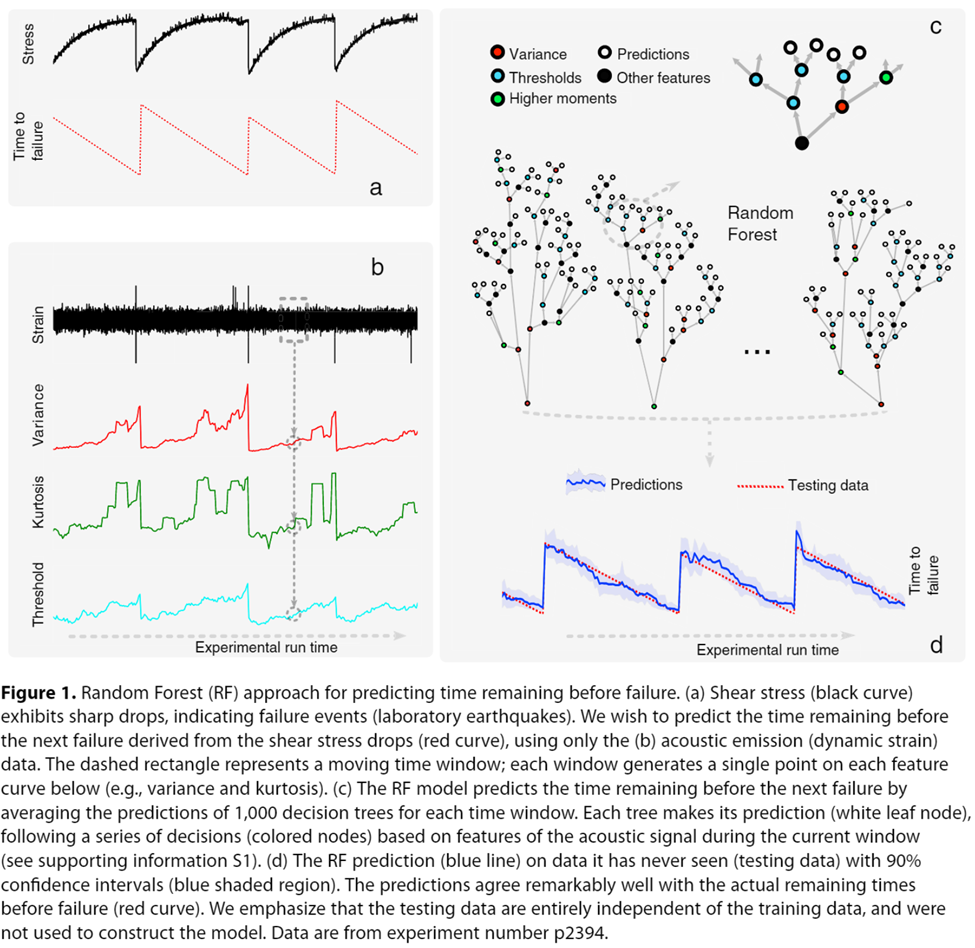 Stress
Time to
failure
a
b
Strain
Variance
Kurtosis
Threshold
Experimental run time
c
Variance
Predictions
Thresholds
Other features
Higher moments
Random
Forest
...
Predictions
Testing data
Time to
failure
Experimental run time
d
Figure 1. Random Forest (RF) approach for predicting time remaining before failure. (a) Shear stress (black curve)
exhibits sharp drops, indicating failure events (laboratory earthquakes). We wish to predict the time remaining before
the next failure derived from the shear stress drops (red curve), using only the (b) acoustic emission (dynamic strain)
data. The dashed rectangle represents a moving time window; each window generates a single point on each feature
curve below (e.g., variance and kurtosis). (c) The RF model predicts the time remaining before the next failure by
averaging the predictions of 1,000 decision trees for each time window. Each tree makes its prediction (white leaf node),
following a series of decisions (colored nodes) based on features of the acoustic signal during the current window
(see supporting information S1). (d) The RF prediction (blue line) on data it has never seen (testing data) with 90%
confidence intervals (blue shaded region). The predictions agree remarkably well with the actual remaining times
before failure (red curve). We emphasize that the testing data are entirely independent of the training data, and were
not used to construct the model. Data are from experiment number p2394.